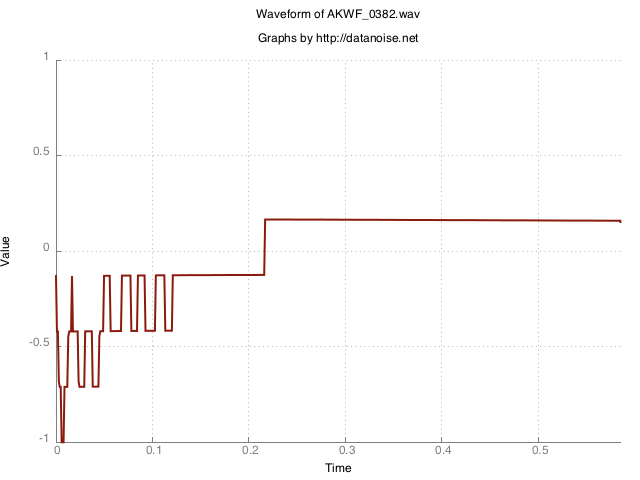 Waveform of AKWF_0382.wav
Graphs by http://datanoise.net
1
0.5
0
-0.5
-1
Value
0 0.1 0.2 0.3 0.4 0.5
Time